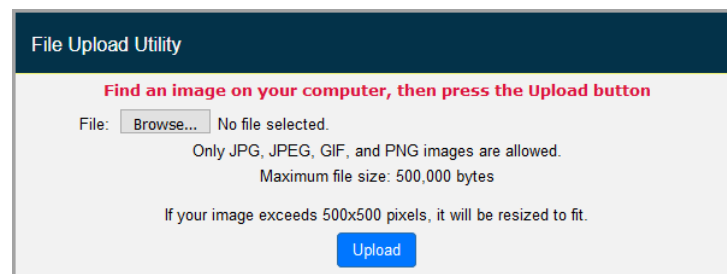 File Upload Utility
Find an image on your computer, then press the Upload button
File: Browse... No file selected.
Only JPG, JPEG, GIF, and PNG images are allowed.
Maximum file size: 500,000 bytes
If your image exceeds 500x500 pixels, it will be resized to fit.
Upload